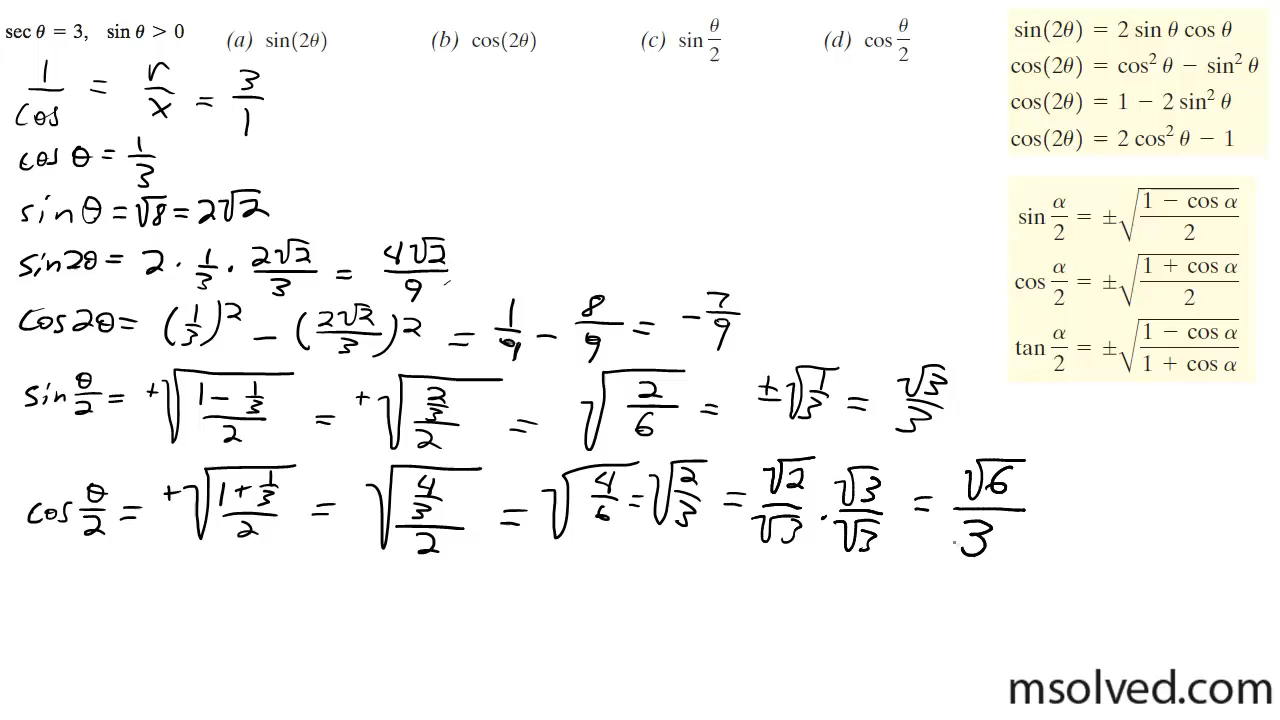 sec θ = 3, sin θ > 0 (a) sin(2θ) (b) cos(2θ) (c) sin θ/2 (d) cos θ/2
1/cos = r/x = 3/1
cos θ = 1/3
sin θ = √8 = 2√2
sin2θ = 2 · 1/3 · 2√2/3 = 4√2/9
cos2θ = (1/3)² − (2√2/3)² = 1/9 − 8/9 = −7/9
sin θ/2 = +√((1 − 1/3)/2) = +√((2/3)/2) = √(2/6) = ±√(1/3) = √3/3
cos θ/2 = +√((1 + 1/3)/2) = √((4/3)/2) = √(4/6) = √(2/3) = √2/√3 · √3/√3 = √6/3
sin(2θ) = 2 sin θ cos θ
cos(2θ) = cos² θ − sin² θ
cos(2θ) = 1 − 2 sin² θ
cos(2θ) = 2 cos² θ − 1
sin α/2 = ±√((1 − cos α)/2)
cos α/2 = ±√((1 + cos α)/2)
tan α/2 = ±√((1 − cos α)/(1 + cos α))
msolved.com